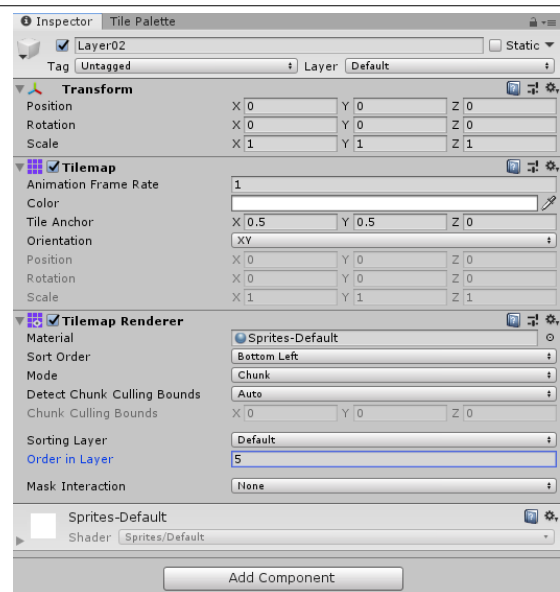 Inspector Tile Palette
Layer02 Static
Tag Untagged Layer Default
Transform
Position X 0 Y 0 Z 0
Rotation X 0 Y 0 Z 0
Scale X 1 Y 1 Z 1
Tilemap
Animation Frame Rate 1
Color
Tile Anchor X 0.5 Y 0.5 Z 0
Orientation XY
Position X 0 Y 0 Z 0
Rotation X 0 Y 0 Z 0
Scale X 1 Y 1 Z 1
Tilemap Renderer
Material Sprites-Default
Sort Order Bottom Left
Mode Chunk
Detect Chunk Culling Bounds Auto
Chunk Culling Bounds X 0 Y 0 Z 0
Sorting Layer Default
Order in Layer 5
Mask Interaction None
Sprites-Default
Shader Sprites/Default
Add Component